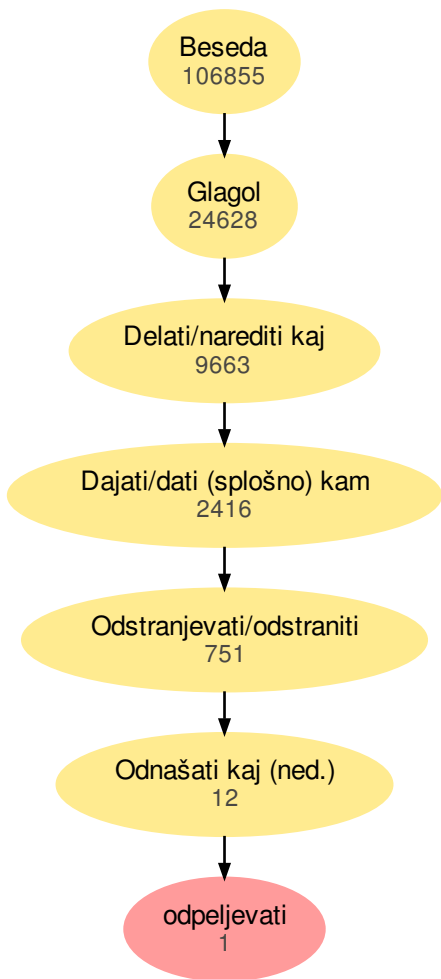 Beseda
106855
Glagol
24628
Delati/narediti kaj
9663
Dajati/dati (splošno) kam
2416
Odstranjevati/odstraniti
751
Odnašati kaj (ned.)
12
odpeljevati
1